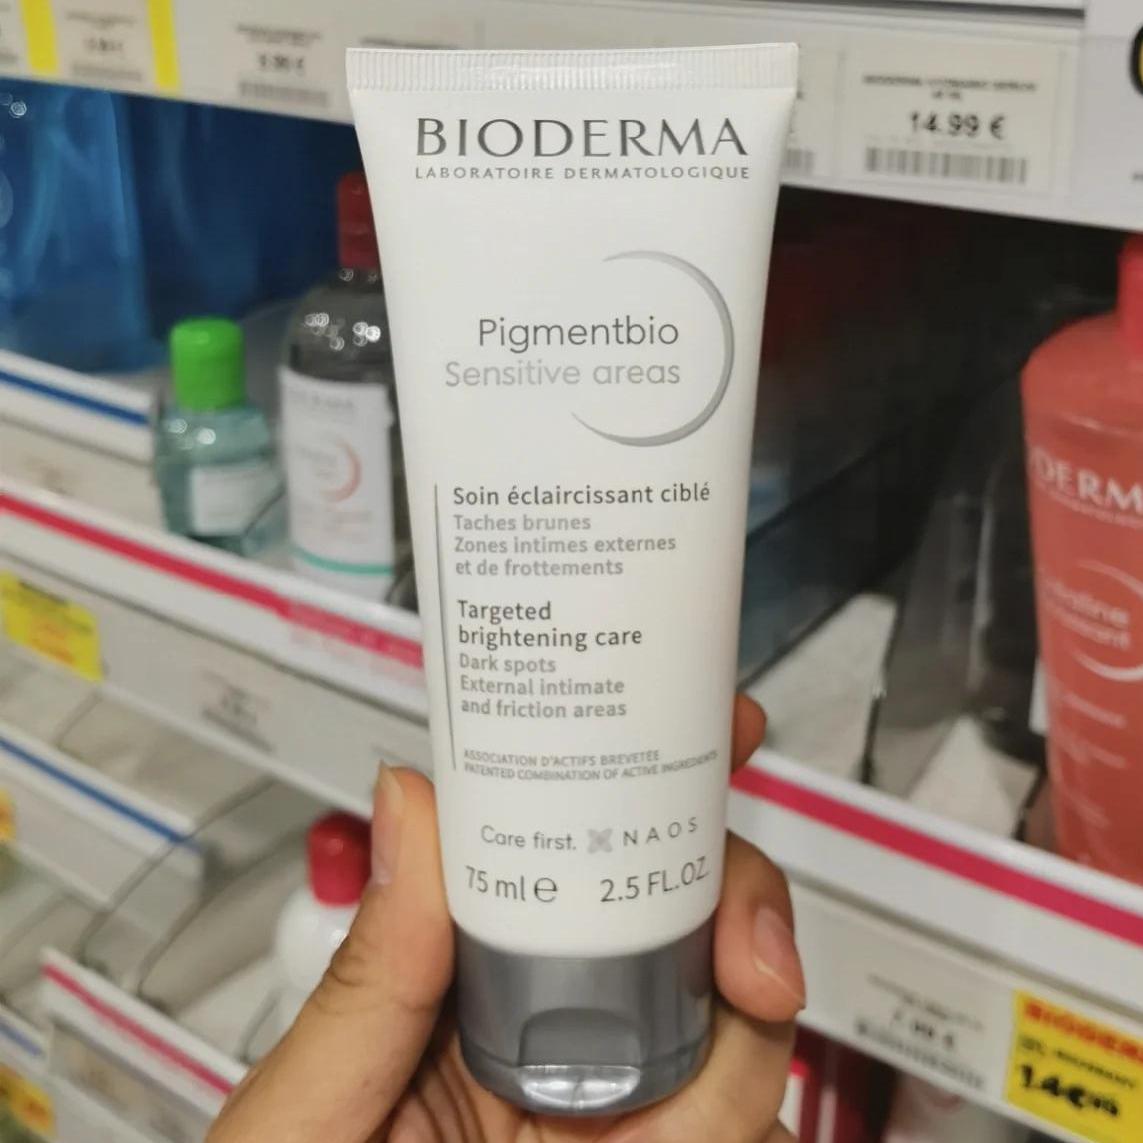 BIODERMA
LABORATOIRE DERMATOLOGIQUE
Pigmentbio
Sensitive areas
Soin éclaircissant ciblé
Taches brunes
Zones intimes externes
et de frottements
Targeted
brightening care
Dark spots
External intimate
and friction areas
ASSOCIATION D'ACTIFS BREVETÉE
PATENTED COMBINATION OF ACTIVE INGREDIENTS
Care first. NAOS
75 ml ℮ 2.5 FL.OZ.
14.99 €